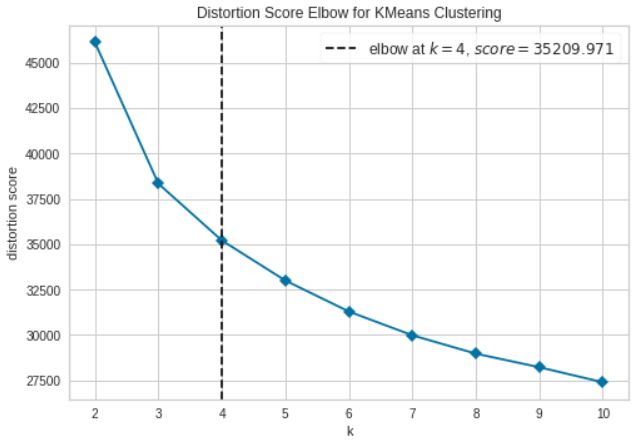 Distortion Score Elbow for KMeans Clustering
elbow at k = 4, score = 35209.971
45000
42500
40000
37500
35000
32500
30000
27500
distortion score
2 3 4 5 6 7 8 9 10
k